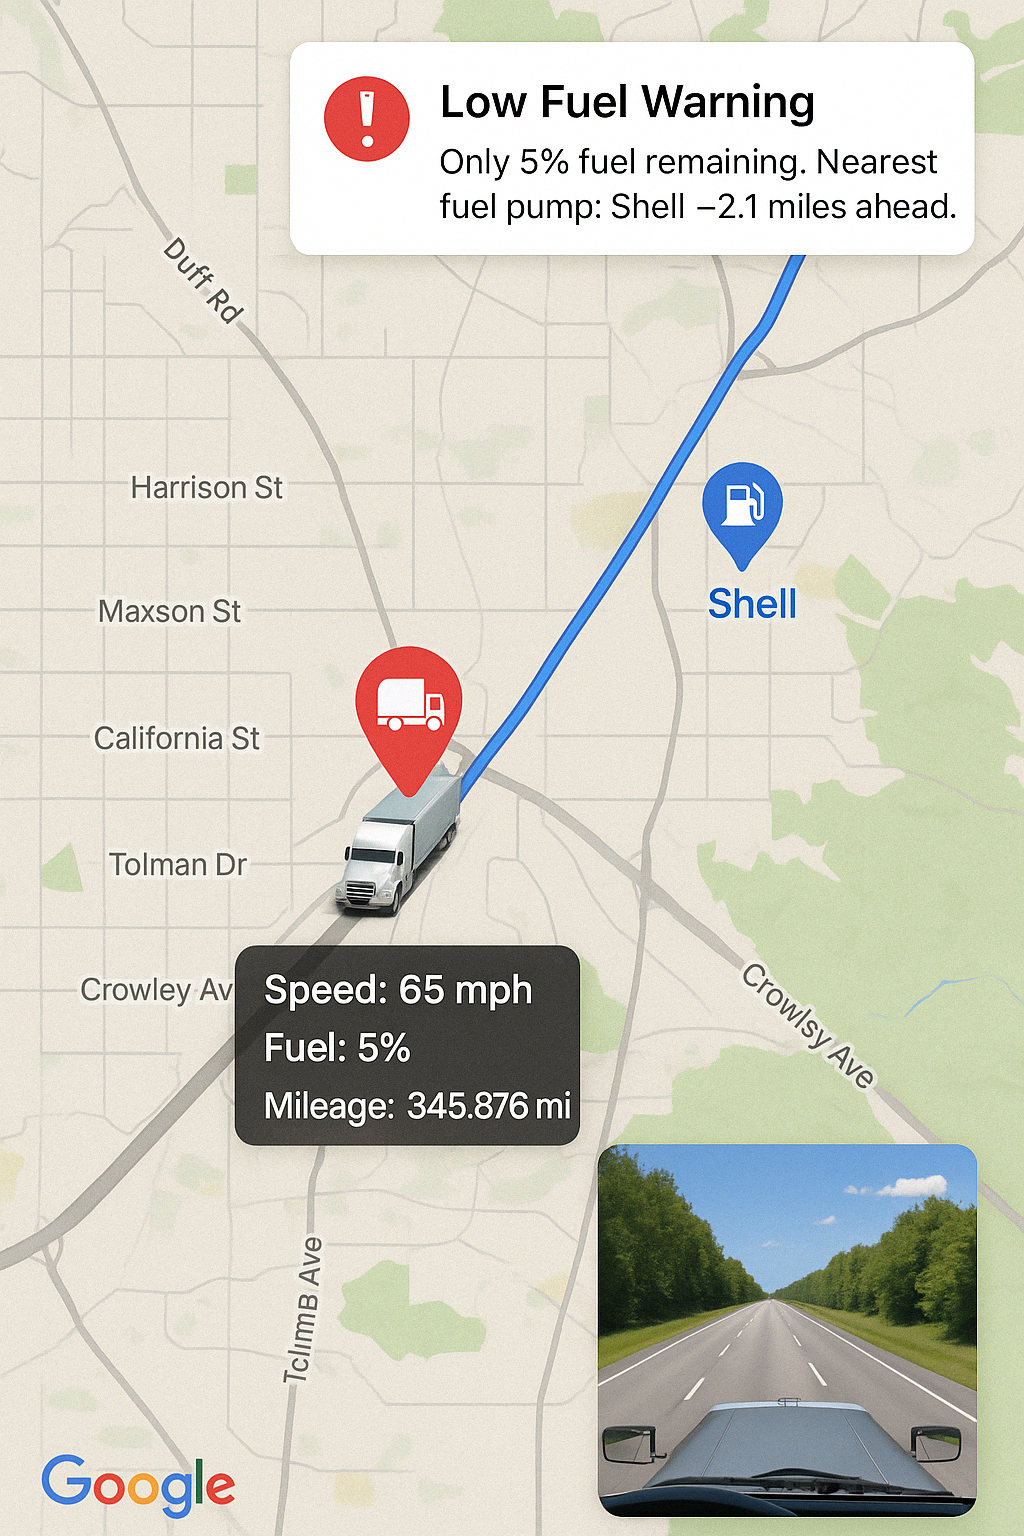 Low Fuel Warning
Only 5% fuel remaining. Nearest
fuel pump: Shell –2.1 miles ahead.
Duff Rd
Harrison St
Shell
Maxson St
California St
Tolman Dr
Crowley Av
Speed: 65 mph
Fuel: 5%
Mileage: 345.876 mi
Crowlsy Ave
TclımB Ave
Google